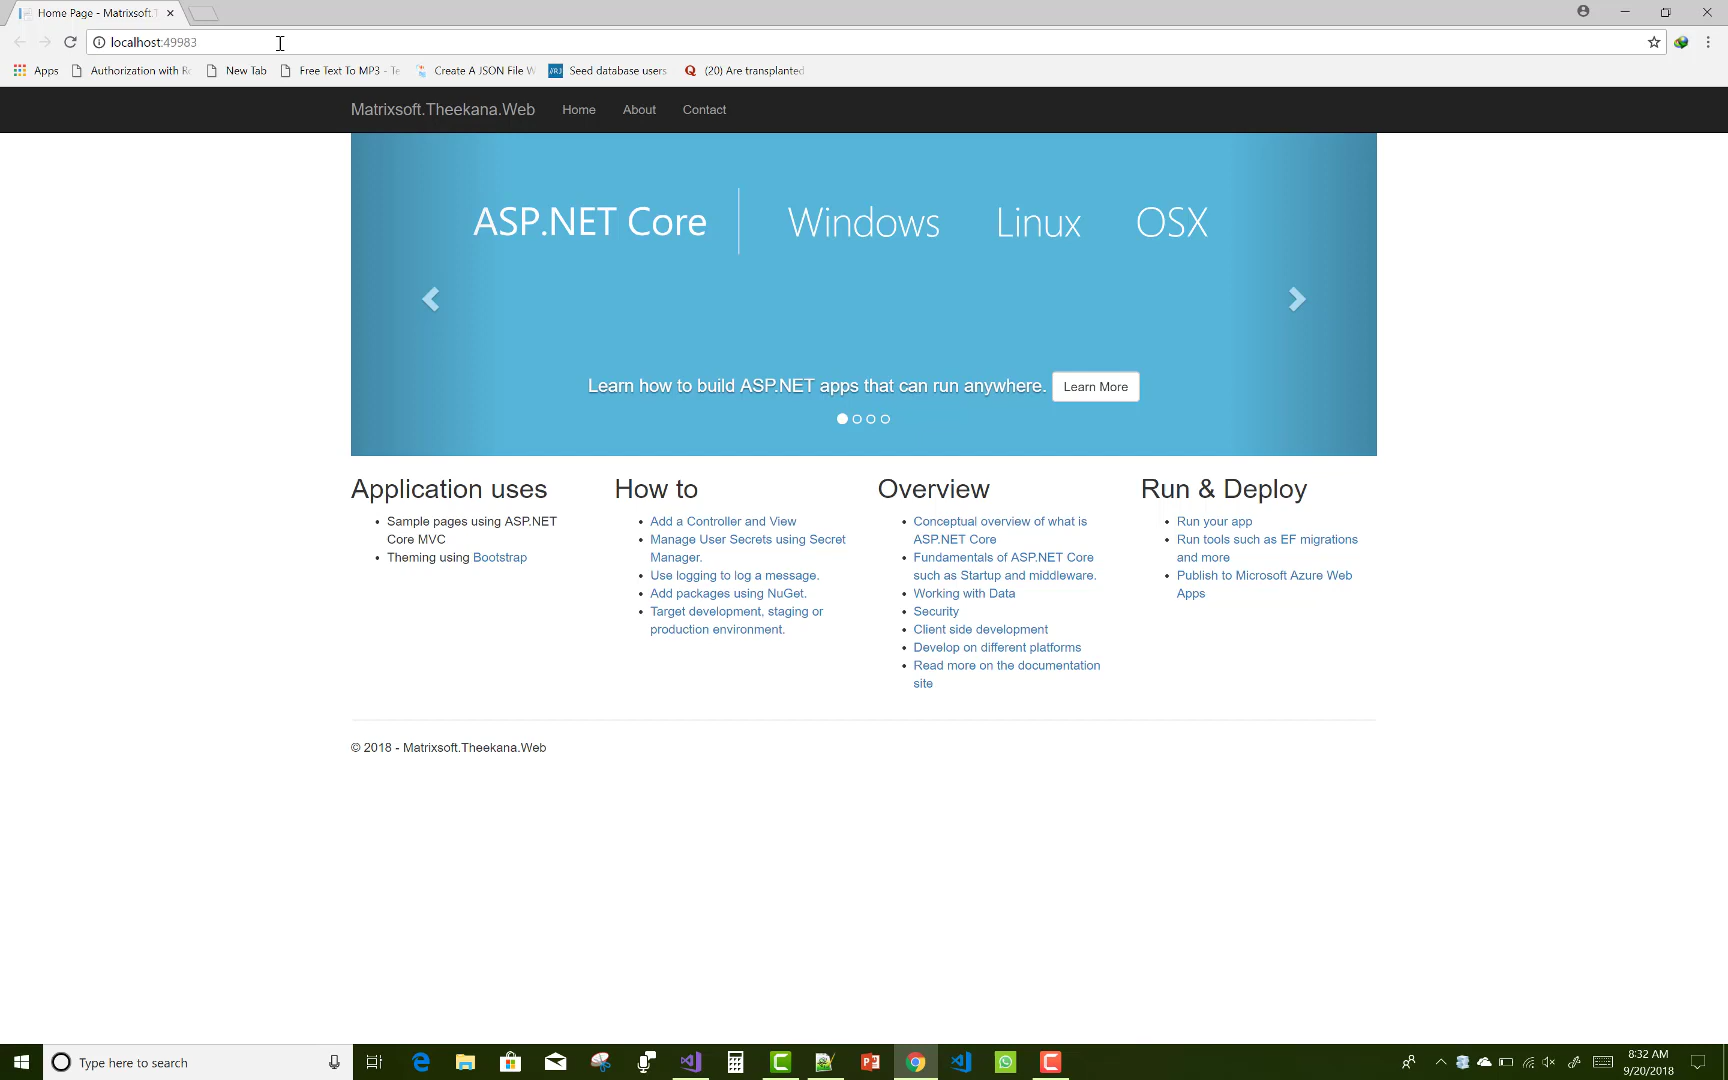 Home Page - Matrixsoft.T
localhost:49983
Apps
Authorization with Ro
New Tab
Free Text To MP3 - Te
Create A JSON File W
Seed database users
(20) Are transplanted
Matrixsoft.Theekana.Web
Home
About
Contact
ASP.NET Core
Windows
Linux
OSX
Learn how to build ASP.NET apps that can run anywhere.
Learn More
Application uses
Sample pages using ASP.NET
Core MVC
Theming using Bootstrap
How to
Add a Controller and View
Manage User Secrets using Secret
Manager.
Use logging to log a message.
Add packages using NuGet.
Target development, staging or
production environment.
Overview
Conceptual overview of what is
ASP.NET Core
Fundamentals of ASP.NET Core
such as Startup and middleware.
Working with Data
Security
Client side development
Develop on different platforms
Read more on the documentation
site
Run & Deploy
Run your app
Run tools such as EF migrations
and more
Publish to Microsoft Azure Web
Apps
© 2018 - Matrixsoft.Theekana.Web
Type here to search
8:32 AM
9/20/2018